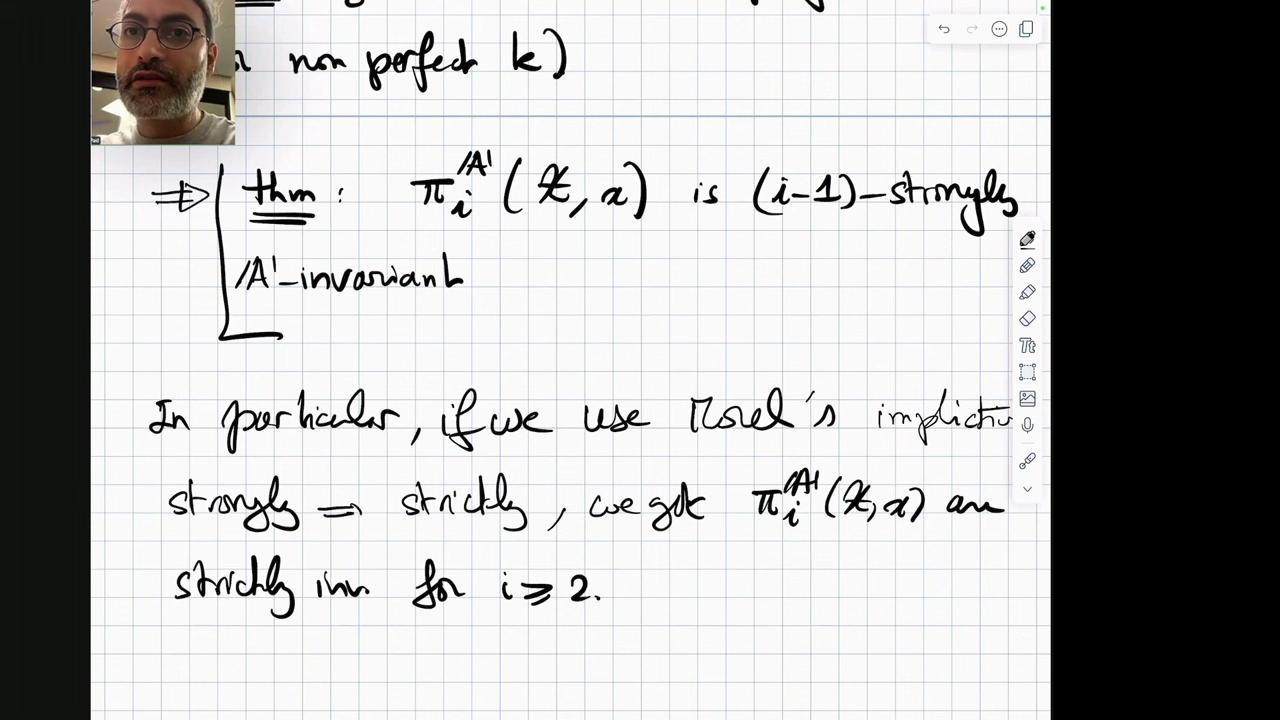 non perfect k)
⇒ thm : π_i^{𝔸¹} (𝒳, x) is (i-1)-strongly
𝔸¹-invariant
In particular, if we use Morel's
strongly ⇒ strictly, we get π_i^{𝔸¹}(𝒳, x) are
strictly inv for i ⩾ 2.
Tt